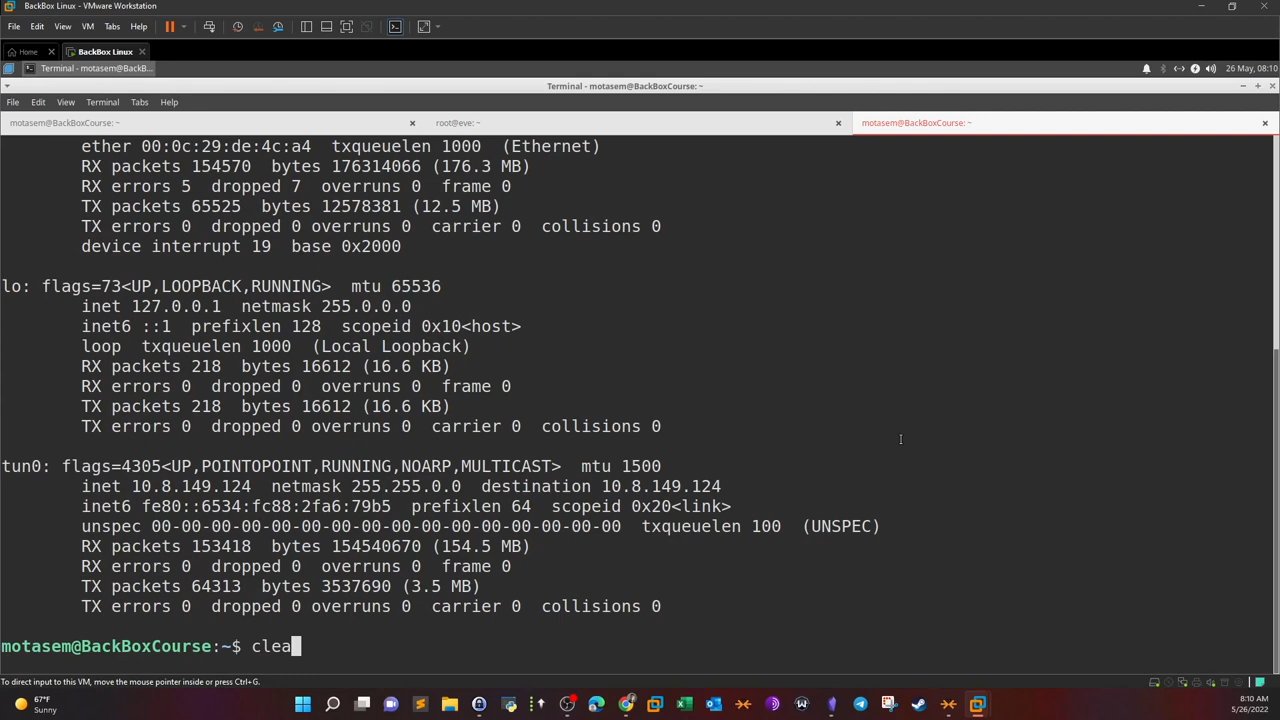 BackBox Linux - VMware Workstation
File Edit View VM Tabs Help
Home BackBox Linux
Terminal - motasem@BackB... 26 May, 08:10
Terminal - motasem@BackBoxCourse: ~
File Edit View Terminal Tabs Help
motasem@BackBoxCourse: ~ root@eve: ~ motasem@BackBoxCourse: ~
ether 00:0c:29:de:4c:a4 txqueuelen 1000 (Ethernet)
RX packets 154570 bytes 176314066 (176.3 MB)
RX errors 5 dropped 7 overruns 0 frame 0
TX packets 65525 bytes 12578381 (12.5 MB)
TX errors 0 dropped 0 overruns 0 carrier 0 collisions 0
device interrupt 19 base 0x2000
lo: flags=73<UP,LOOPBACK,RUNNING> mtu 65536
inet 127.0.0.1 netmask 255.0.0.0
inet6 ::1 prefixlen 128 scopeid 0x10<host>
loop txqueuelen 1000 (Local Loopback)
RX packets 218 bytes 16612 (16.6 KB)
RX errors 0 dropped 0 overruns 0 frame 0
TX packets 218 bytes 16612 (16.6 KB)
TX errors 0 dropped 0 overruns 0 carrier 0 collisions 0
tun0: flags=4305<UP,POINTOPOINT,RUNNING,NOARP,MULTICAST> mtu 1500
inet 10.8.149.124 netmask 255.255.0.0 destination 10.8.149.124
inet6 fe80::6534:fc88:2fa6:79b5 prefixlen 64 scopeid 0x20<link>
unspec 00-00-00-00-00-00-00-00-00-00-00-00-00-00-00-00 txqueuelen 100 (UNSPEC)
RX packets 153418 bytes 154540670 (154.5 MB)
RX errors 0 dropped 0 overruns 0 frame 0
TX packets 64313 bytes 3537690 (3.5 MB)
TX errors 0 dropped 0 overruns 0 carrier 0 collisions 0
motasem@BackBoxCourse:~$ clea
To direct input to this VM, move the mouse pointer inside or press Ctrl+G.
67°F
Sunny
8:10 AM
5/26/2022